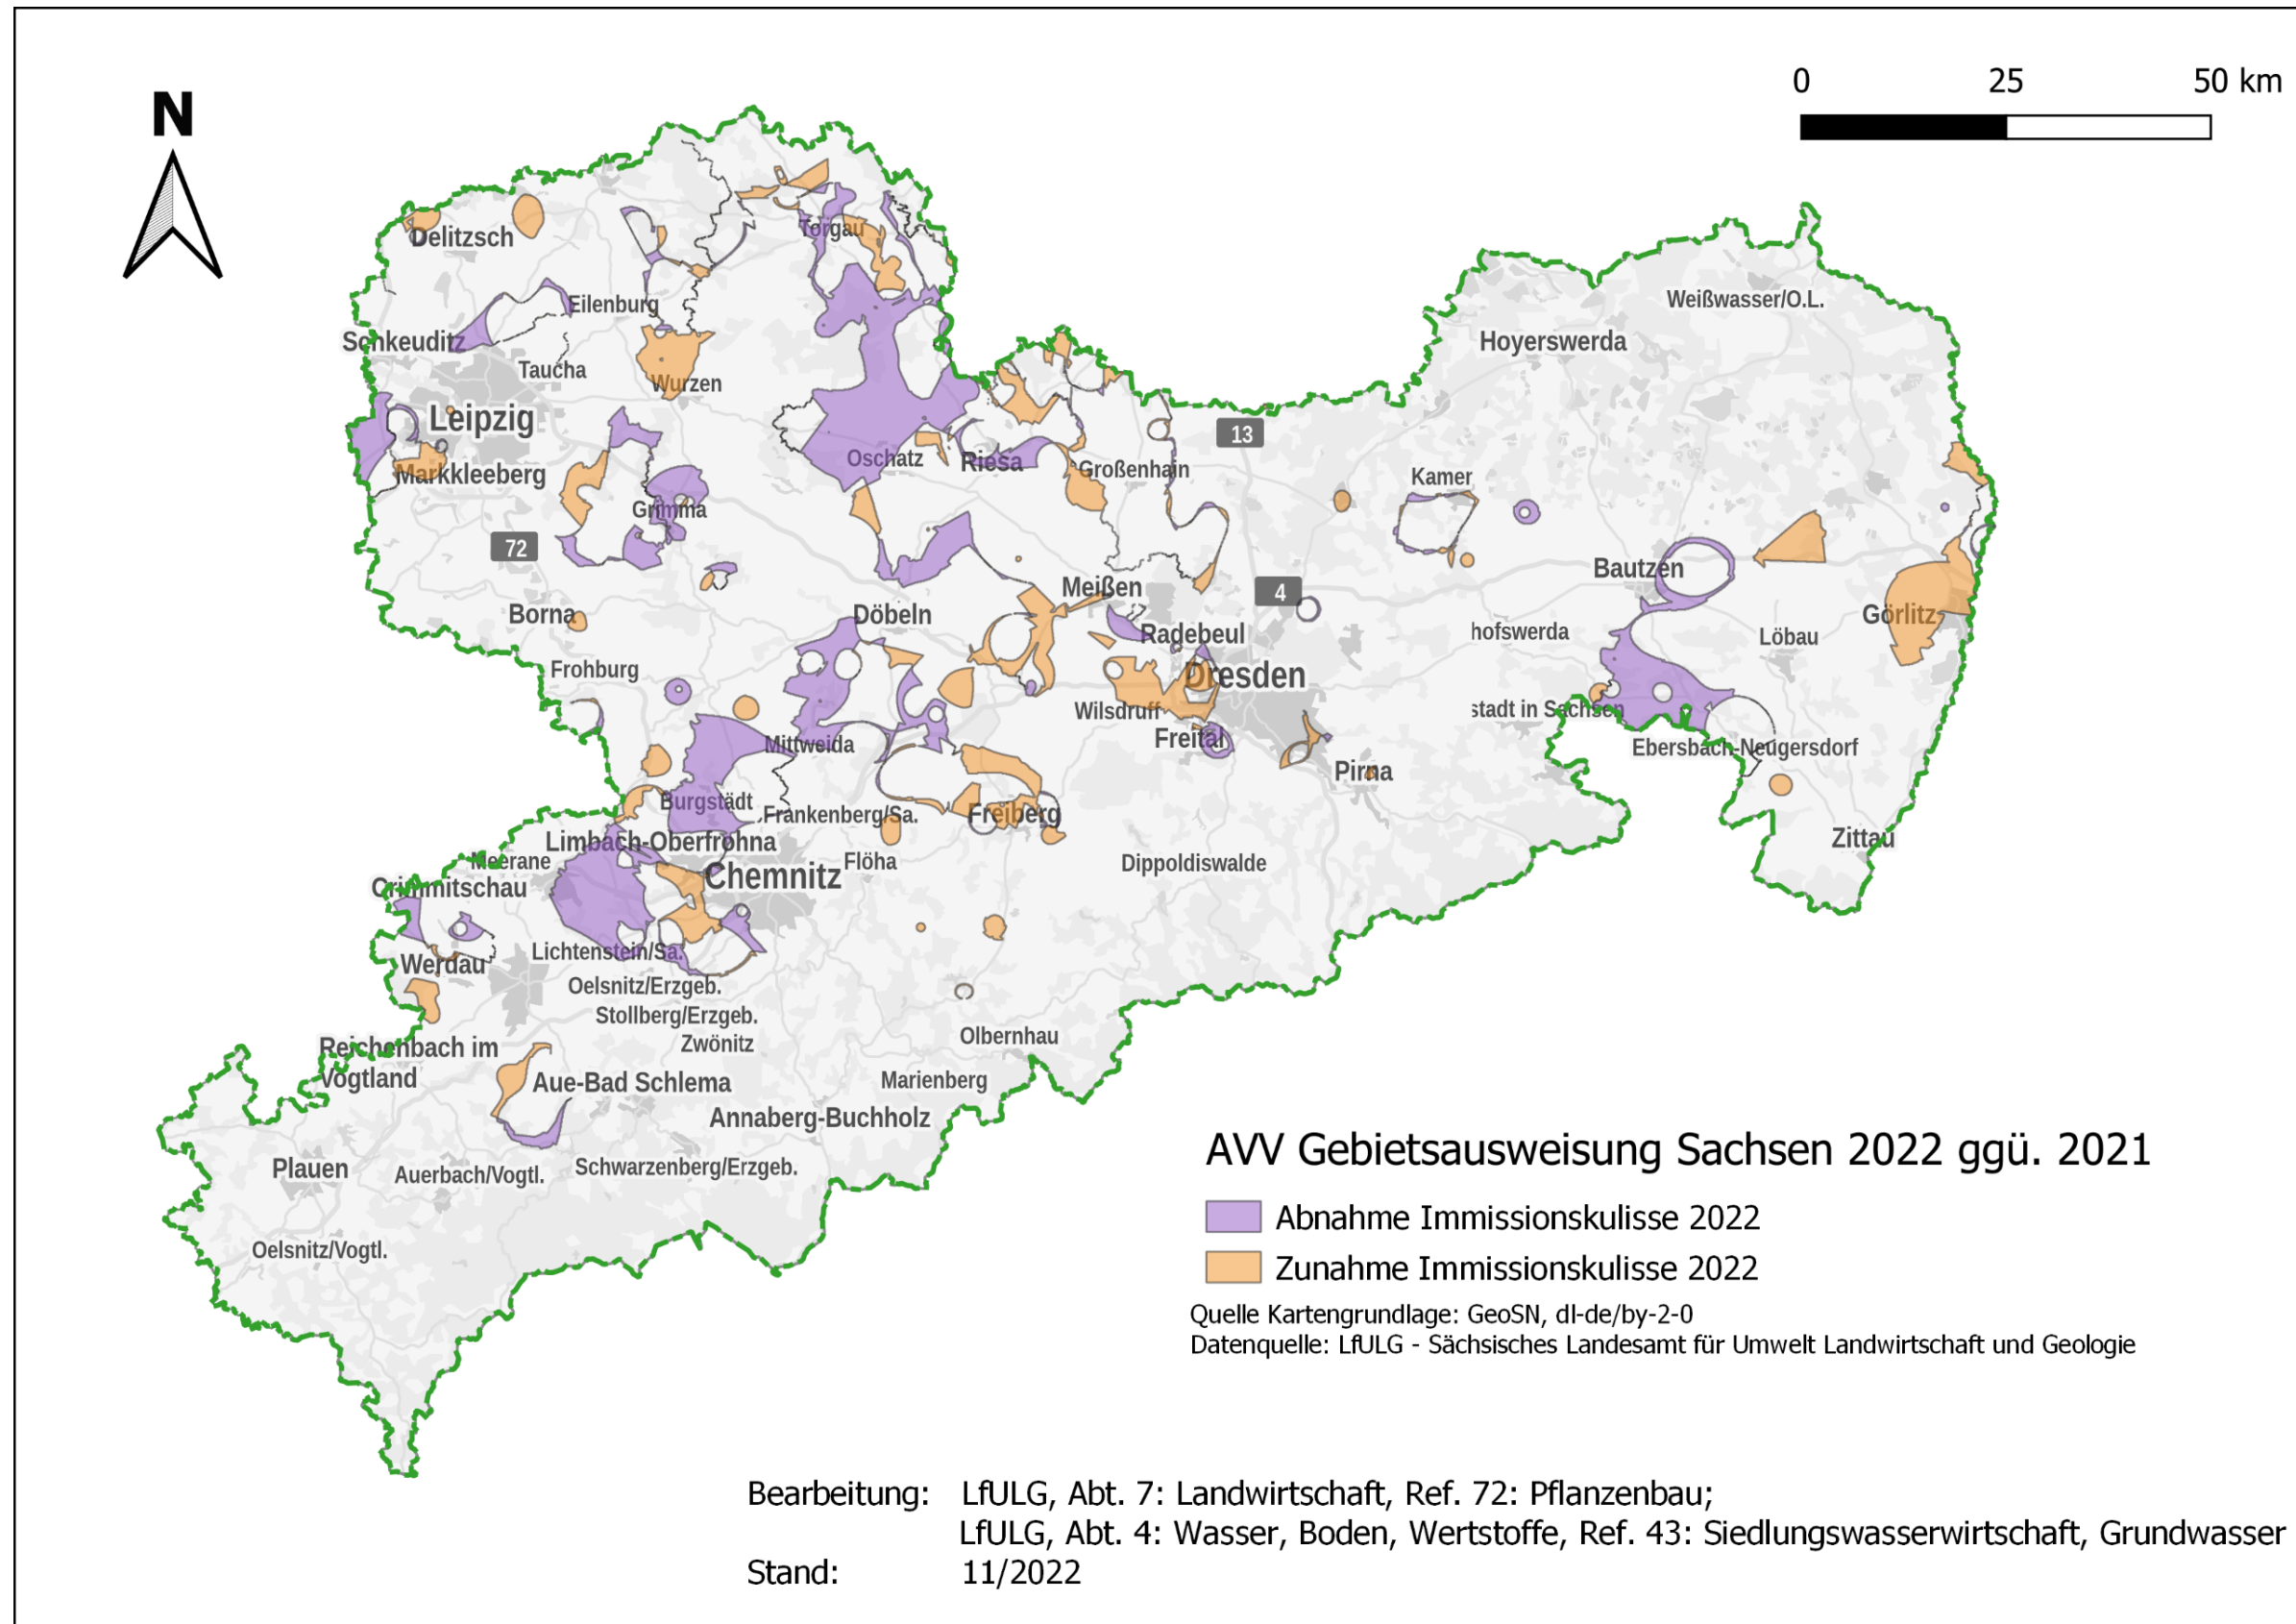 N
0 25 50 km
Delitzsch
Torgau
Eilenburg
Weißwasser/O.L.
Schkeuditz
Hoyerswerda
Taucha
Wurzen
Leipzig
13
Oschatz
Riesa
Großenhain
Markkleeberg
Kamer
Grimma
72
Bautzen
Meißen
4
Borna
Döbeln
Görlitz
Radebeul
hofswerda
Löbau
Frohburg
Dresden
Wilsdruff
stadt in Sachsen
Freital
Mittweida
Ebersbach-Neugersdorf
Pirna
Burgstädt
Frankenberg/Sa.
Freiberg
Limbach-Oberfrohna
Zittau
Meerane
Flöha
Dippoldiswalde
Chemnitz
Crimmitschau
Lichtenstein/Sa.
Werdau
Oelsnitz/Erzgeb.
Stollberg/Erzgeb.
Olbernhau
Zwönitz
Reichenbach im
Vogtland
Aue-Bad Schlema
Marienberg
Annaberg-Buchholz
Plauen
Auerbach/Vogtl.
Schwarzenberg/Erzgeb.
Oelsnitz/Vogtl.
AVV Gebietsausweisung Sachsen 2022 ggü. 2021
Abnahme Immissionskulisse 2022
Zunahme Immissionskulisse 2022
Quelle Kartengrundlage: GeoSN, dl-de/by-2-0
Datenquelle: LfULG - Sächsisches Landesamt für Umwelt Landwirtschaft und Geologie
Bearbeitung: LfULG, Abt. 7: Landwirtschaft, Ref. 72: Pflanzenbau;
LfULG, Abt. 4: Wasser, Boden, Wertstoffe, Ref. 43: Siedlungswasserwirtschaft, Grundwasser
Stand: 11/2022